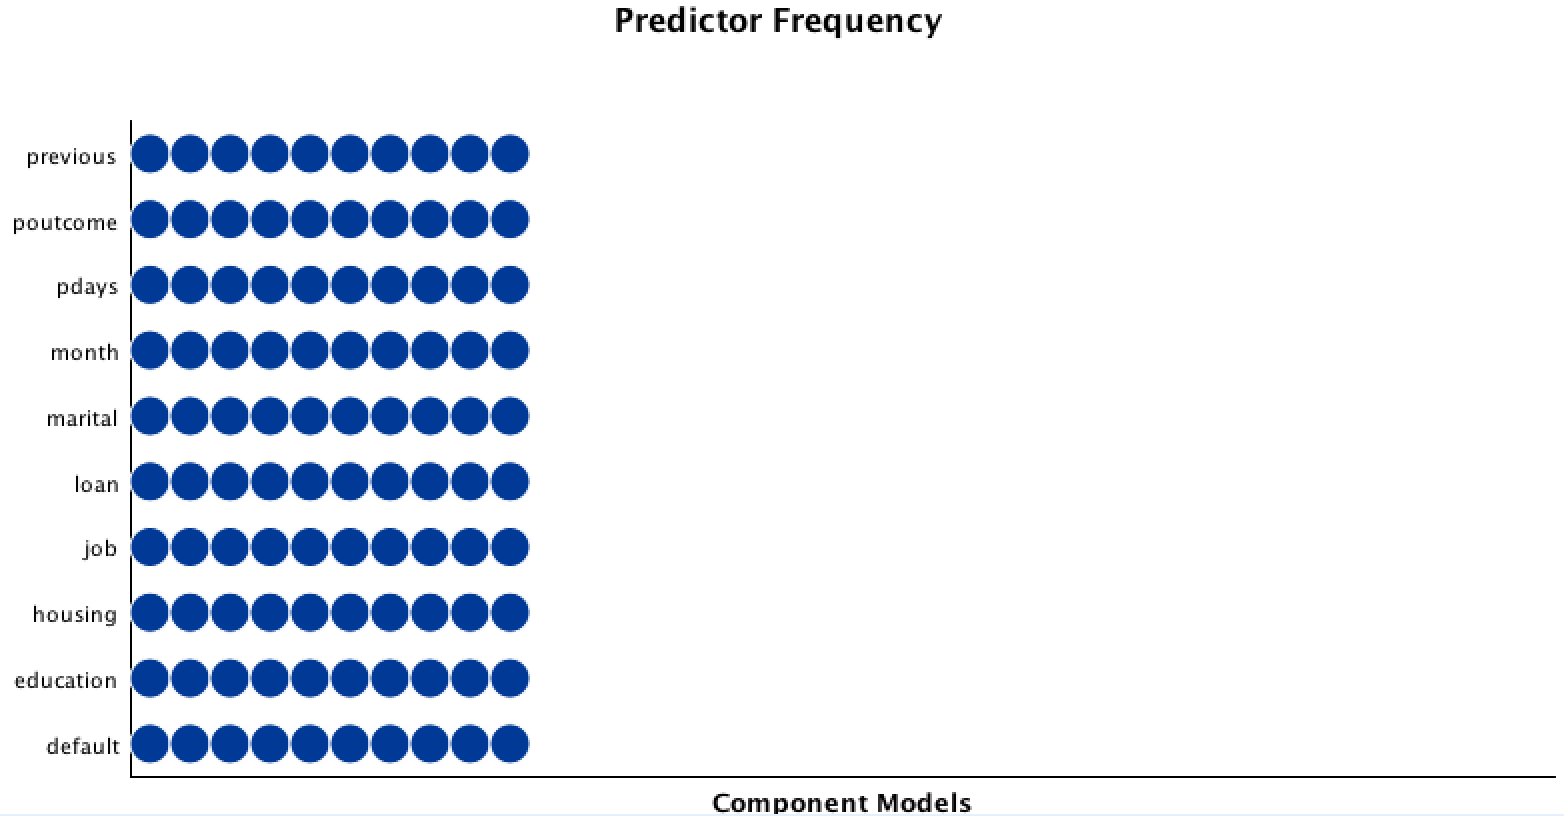 Predictor Frequency
previous
poutcome
pdays
month
marital
loan
job
housing
education
default
Component Models